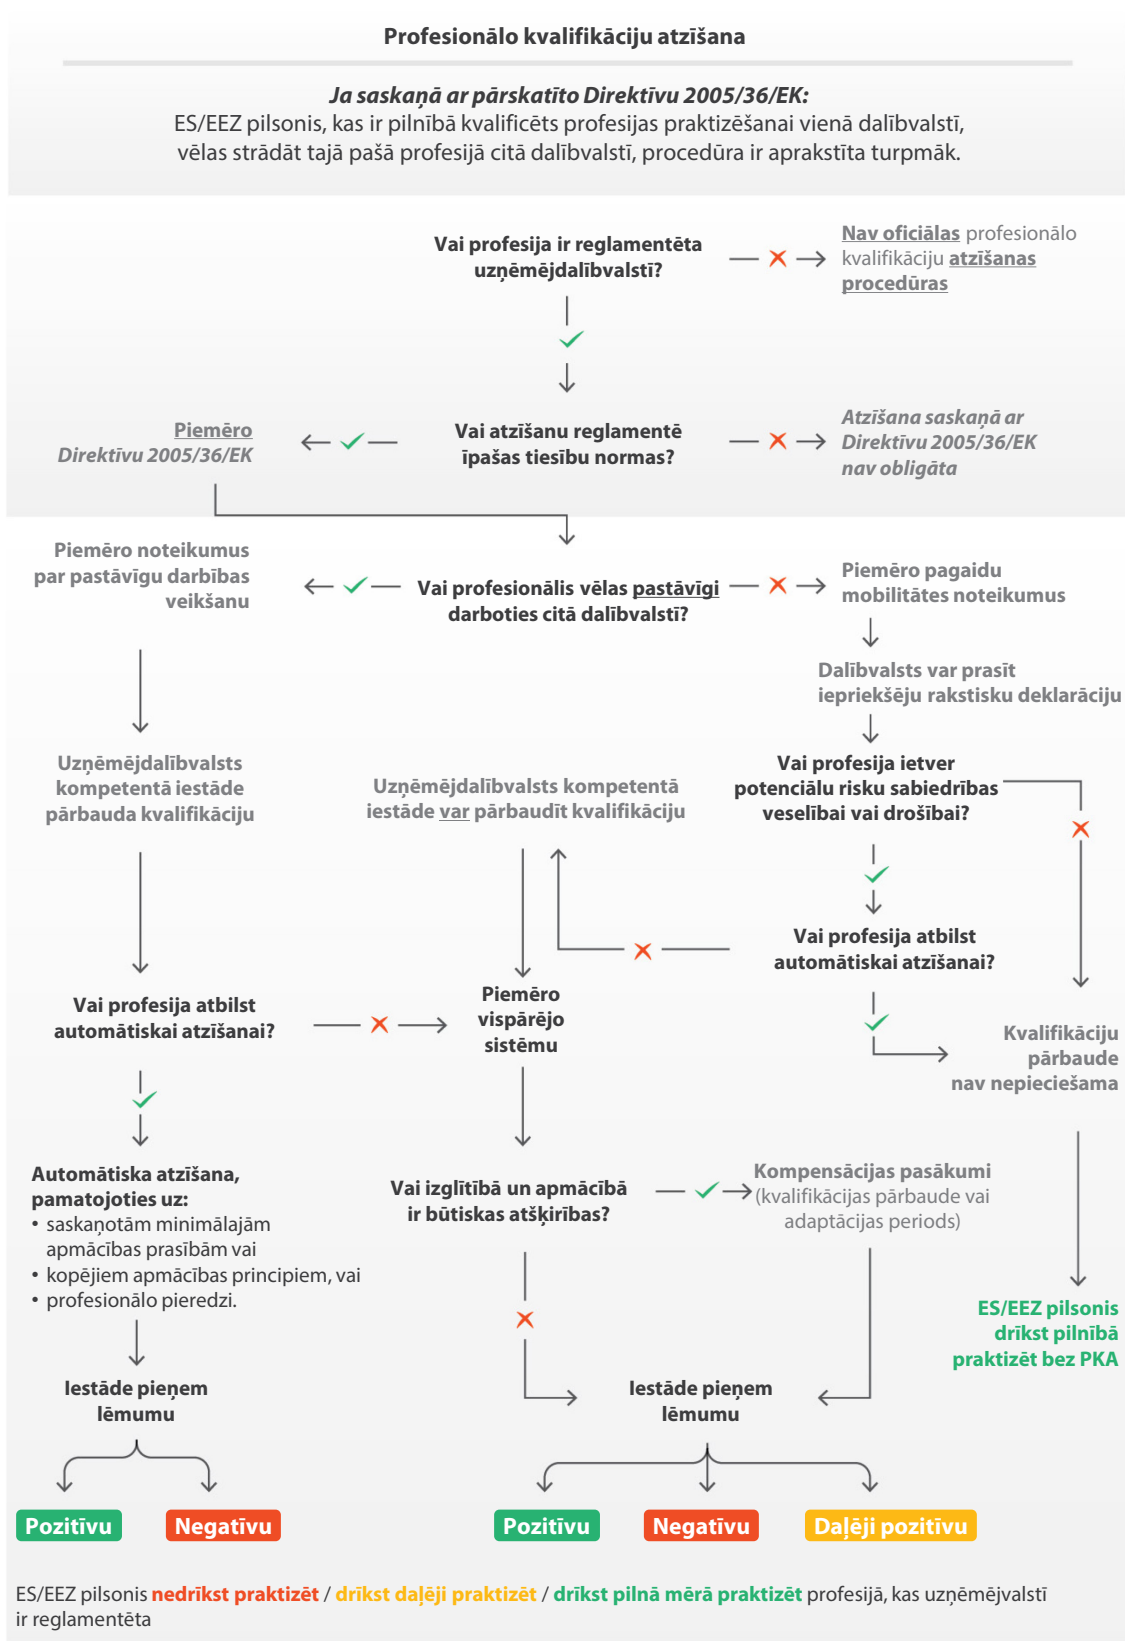 Profesionālo kvalifikāciju atzīšana
Ja saskaņā ar pārskatīto Direktīvu 2005/36/EK:
ES/EEZ pilsonis, kas ir pilnībā kvalificēts profesijas praktizēšanai vienā dalībvalstī,
vēlas strādāt tajā pašā profesijā citā dalībvalstī, procedūra ir aprakstīta turpmāk.
Vai profesija ir reglamentēta
uzņēmējdalībvalstī?
Nav oficiālas profesionālo
kvalifikāciju atzīšanas
procedūras
Piemēro
Direktīvu 2005/36/EK
Vai atzīšanu reglamentē
īpašas tiesību normas?
Atzīšana saskaņā ar
Direktīvu 2005/36/EK
nav obligāta
Piemēro noteikumus
par pastāvīgu darbības
veikšanu
Vai profesionālis vēlas pastāvīgi
darboties citā dalībvalstī?
Piemēro pagaidu
mobilitātes noteikumus
Dalībvalsts var prasīt
iepriekšēju rakstisku deklarāciju
Uzņēmējdalībvalsts
kompetentā iestāde
pārbauda kvalifikāciju
Uzņēmējdalībvalsts kompetentā
iestāde var pārbaudīt kvalifikāciju
Vai profesija ietver
potenciālu risku sabiedrības
veselībai vai drošībai?
Vai profesija atbilst
automātiskai atzīšanai?
Vai profesija atbilst
automātiskai atzīšanai?
Piemēro
vispārējo
sistēmu
Kvalifikāciju
pārbaude
nav nepieciešama
Automātiska atzīšana,
pamatojoties uz:
• saskaņotām minimālajām
apmācības prasībām vai
• kopējiem apmācības principiem, vai
• profesionālo pieredzi.
Vai izglītībā un apmācībā
ir būtiskas atšķirības?
Kompensācijas pasākumi
(kvalifikācijas pārbaude vai
adaptācijas periods)
ES/EEZ pilsonis
drīkst pilnībā
praktizēt bez PKA
Iestāde pieņem
lēmumu
Iestāde pieņem
lēmumu
Pozitīvu
Negatīvu
Pozitīvu
Negatīvu
Daļēji pozitīvu
ES/EEZ pilsonis nedrīkst praktizēt / drīkst daļēji praktizēt / drīkst pilnā mērā praktizēt profesijā, kas uzņēmējvalstī
ir reglamentēta